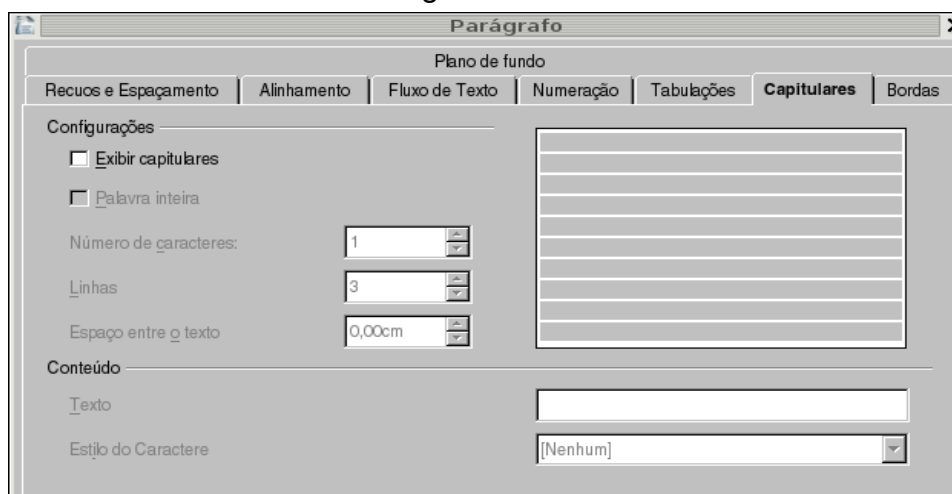 Parágrafo
Plano de fundo
Recuos e Espaçamento Alinhamento Fluxo de Texto Numeração Tabulações Capitulares Bordas
Configurações
Exibir capitulares
Palavra inteira
Número de caracteres: 1
Linhas 3
Espaço entre o texto 0,00cm
Conteúdo
Texto
Estilo do Caractere [Nenhum]